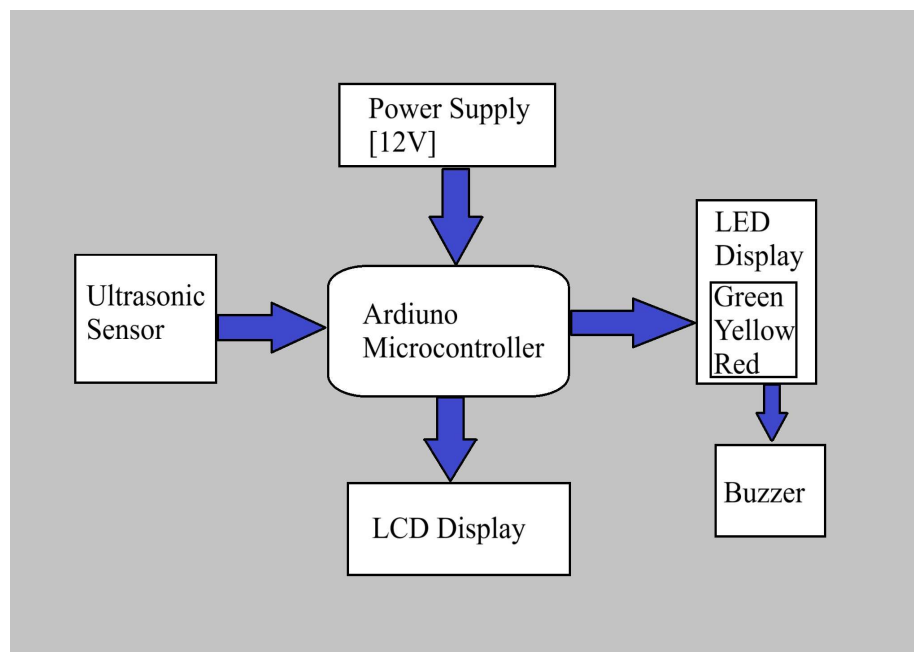 Power Supply
[12V]
LED
Display
Green
Yellow
Red
Ultrasonic
Sensor
Ardiuno
Microcontroller
Buzzer
LCD Display